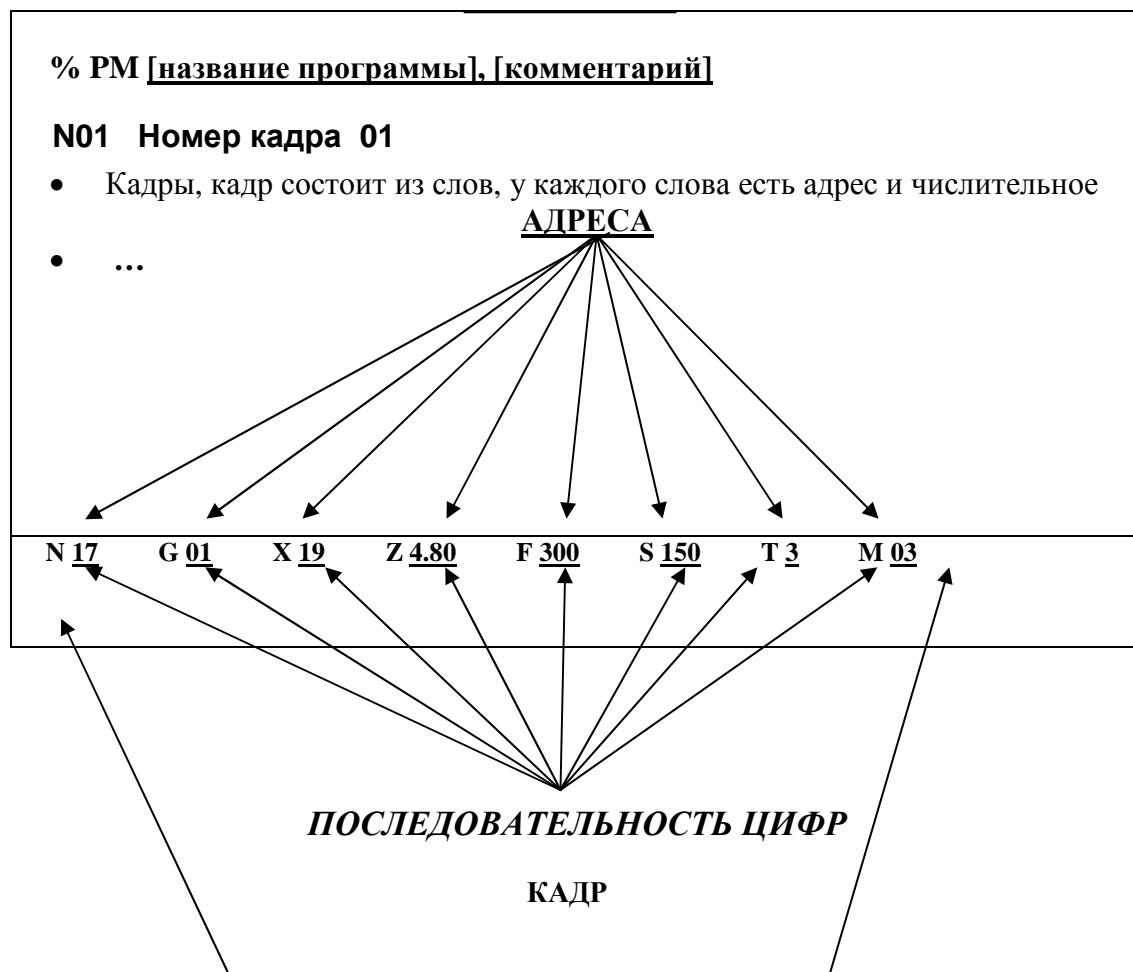 % PM [название программы], [комментарий]
N01 Номер кадра 01
• Кадры, кадр состоит из слов, у каждого слова есть адрес и числительное
АДРЕСА
• ...
N 17 G 01 X 19 Z 4.80 F 300 S 150 T 3 M 03
ПОСЛЕДОВАТЕЛЬНОСТЬ ЦИФР
КАДР